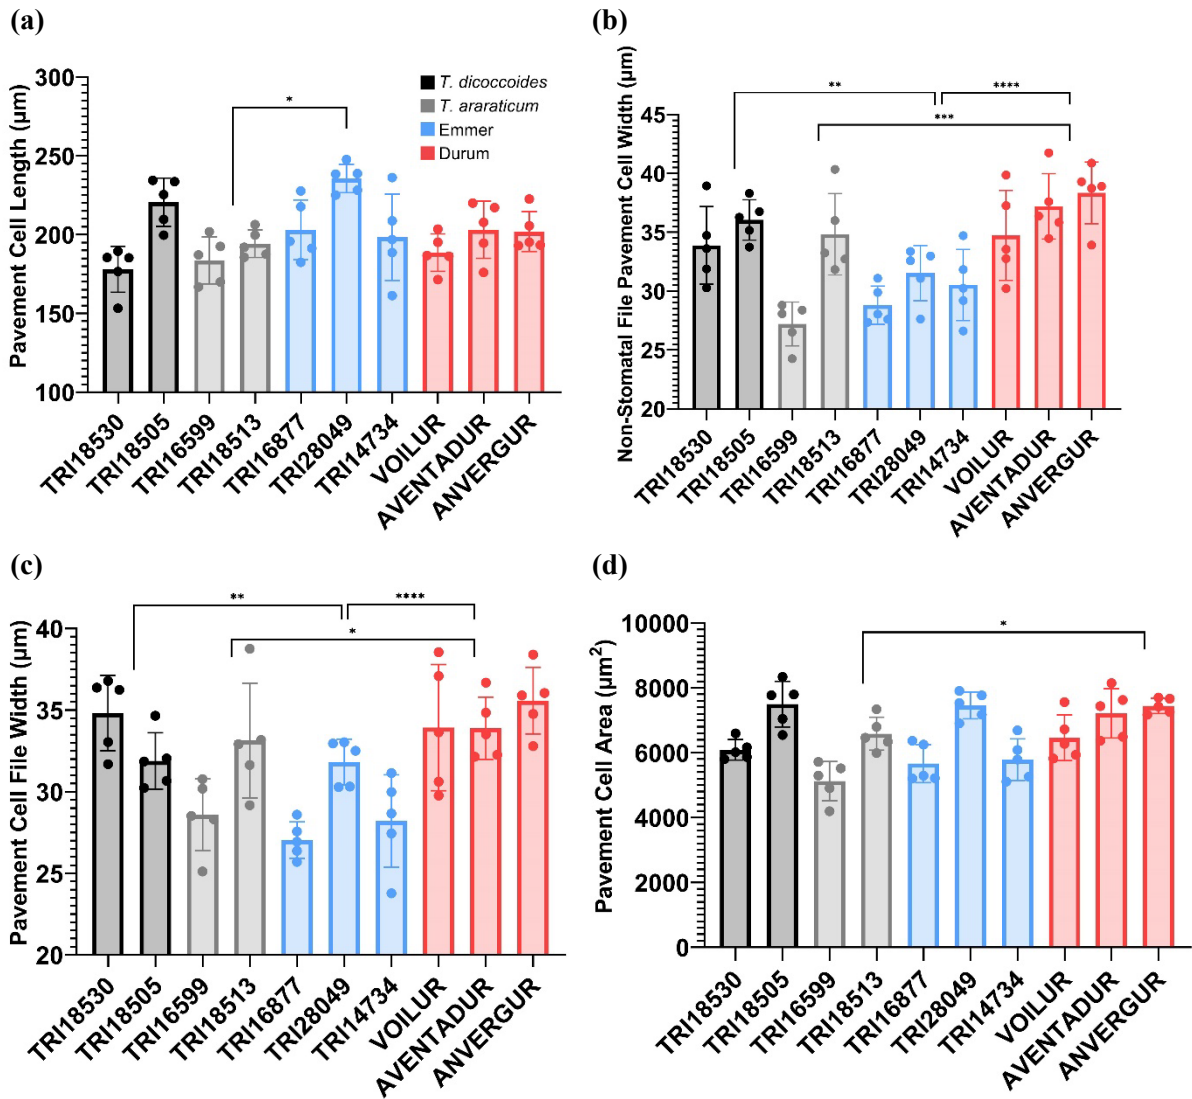 (a)
Pavement Cell Length (µm)
300
250
200
150
100
*
T. dicoccoides
T. araraticum
Emmer
Durum
TRI18530
TRI18505
TRI16599
TRI18513
TRI16877
TRI28049
TRI14734
VOILUR
AVENTADUR
ANVERGUR
(b)
Non-Stomatal File Pavement Cell Width (µm)
45
40
35
30
25
20
**
****
***
TRI18530
TRI18505
TRI16599
TRI18513
TRI16877
TRI28049
TRI14734
VOILUR
AVENTADUR
ANVERGUR
(c)
Pavement Cell File Width (µm)
40
35
30
25
20
**
****
*
TRI18530
TRI18505
TRI16599
TRI18513
TRI16877
TRI28049
TRI14734
VOILUR
AVENTADUR
ANVERGUR
(d)
Pavement Cell Area (µm²)
10000
8000
6000
4000
2000
0
*
TRI18530
TRI18505
TRI16599
TRI18513
TRI16877
TRI28049
TRI14734
VOILUR
AVENTADUR
ANVERGUR